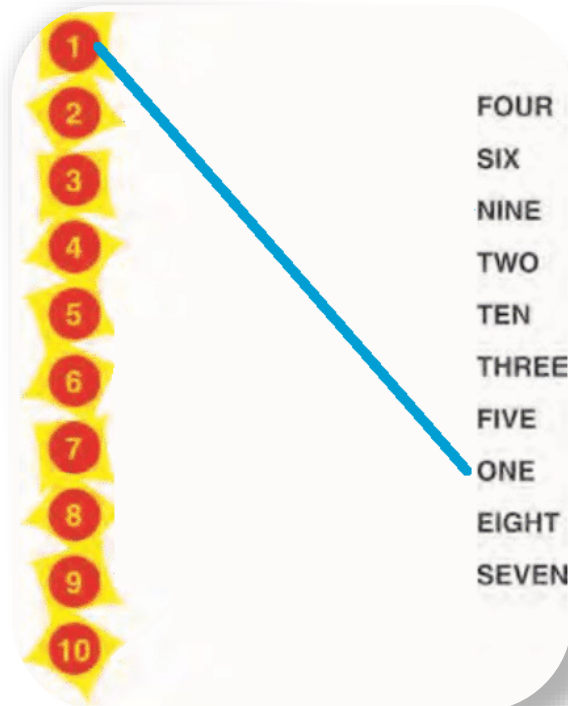 1
2
3
4
5
6
7
8
9
10
FOUR
SIX
NINE
TWO
TEN
THREE
FIVE
ONE
EIGHT
SEVEN